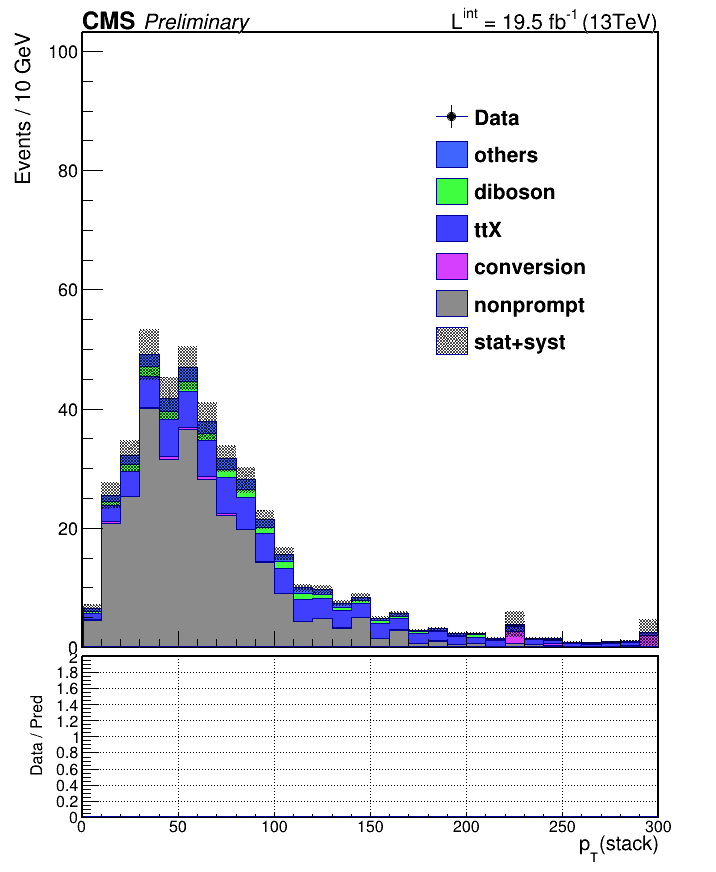 CMS Preliminary
L^int = 19.5 fb^-1 (13TeV)
Events / 10 GeV
100
80
60
40
20
0
Data
others
diboson
ttX
conversion
nonprompt
stat+syst
Data / Pred
2
1.8
1.6
1.4
1.2
1
0.8
0.6
0.4
0.2
0
0 50 100 150 200 250 300
p_T(stack)